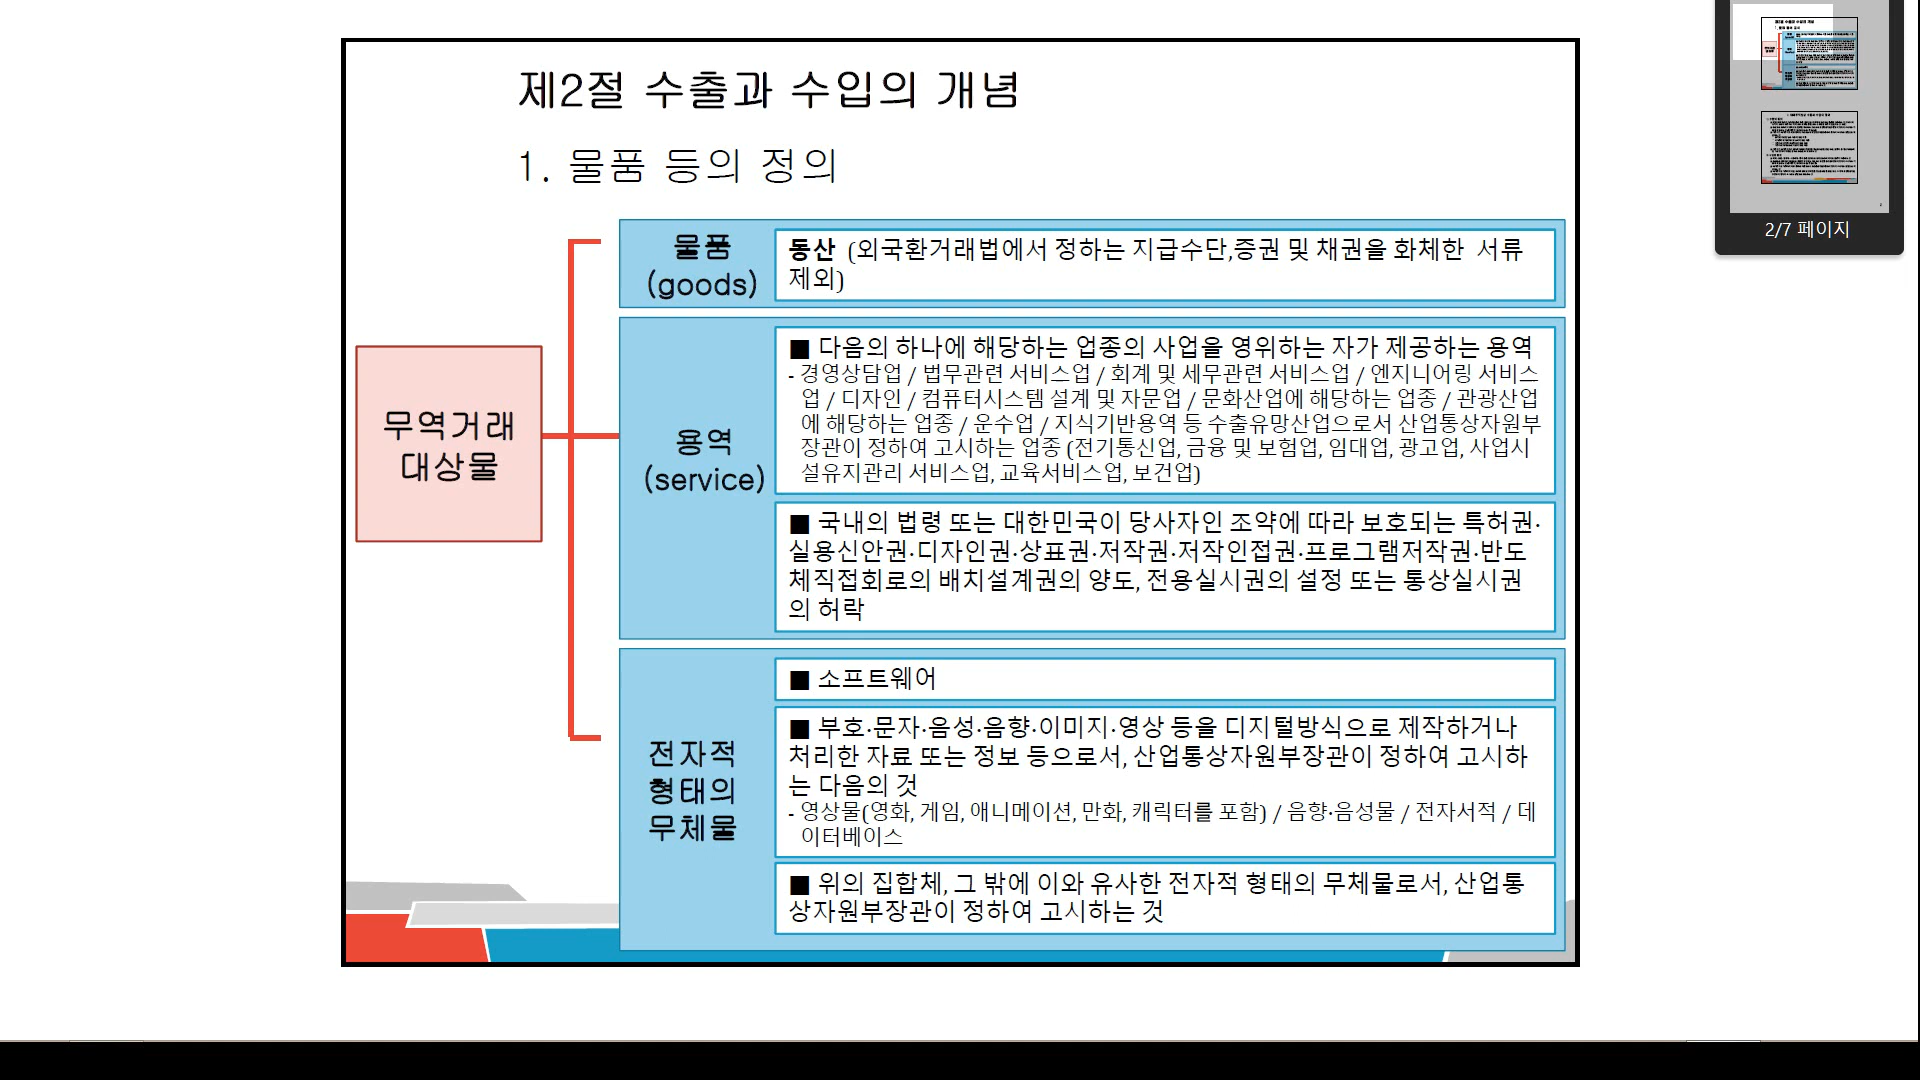 제2절 수출과 수입의 개념
1. 물품 등의 정의
무역거래
대상물
물품
(goods)
동산 (외국환거래법에서 정하는 지급수단,증권 및 채권을 화체한 서류
제외)
용역
(service)
■ 다음의 하나에 해당하는 업종의 사업을 영위하는 자가 제공하는 용역
- 경영상담업 / 법무관련 서비스업 / 회계 및 세무관련 서비스업 / 엔지니어링 서비스
업 / 디자인 / 컴퓨터시스템 설계 및 자문업 / 문화산업에 해당하는 업종 / 관광산업
에 해당하는 업종 / 운수업 / 지식기반용역 등 수출유망산업으로서 산업통상자원부
장관이 정하여 고시하는 업종 (전기통신업, 금융 및 보험업, 임대업, 광고업, 사업시
설유지관리 서비스업, 교육서비스업, 보건업)
■ 국내의 법령 또는 대한민국이 당사자인 조약에 따라 보호되는 특허권·
실용신안권·디자인권·상표권·저작권·저작인접권·프로그램저작권·반도
체직접회로의 배치설계권의 양도, 전용실시권의 설정 또는 통상실시권
의 허락
전자적
형태의
무체물
■ 소프트웨어
■ 부호·문자·음성·음향·이미지·영상 등을 디지털방식으로 제작하거나
처리한 자료 또는 정보 등으로서, 산업통상자원부장관이 정하여 고시하
는 다음의 것
- 영상물(영화, 게임, 애니메이션, 만화, 캐릭터를 포함) / 음향·음성물 / 전자서적 / 데
이터베이스
■ 위의 집합체, 그 밖에 이와 유사한 전자적 형태의 무체물로서, 산업통
상자원부장관이 정하여 고시하는 것
2/7 페이지